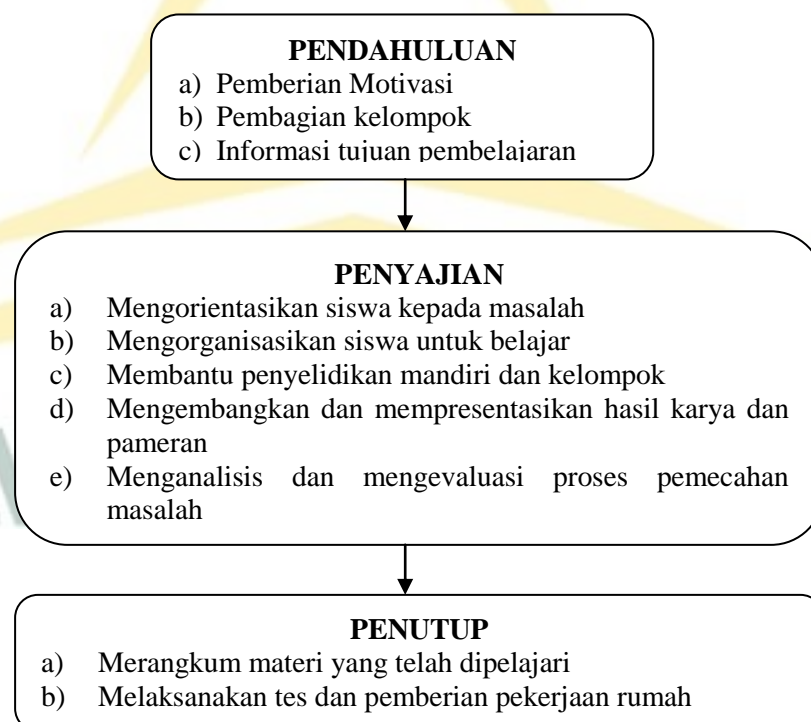 PENDAHULUAN
a) Pemberian Motivasi
b) Pembagian kelompok
c) Informasi tujuan pembelajaran
PENYAJIAN
a) Mengorientasikan siswa kepada masalah
b) Mengorganisasikan siswa untuk belajar
c) Membantu penyelidikan mandiri dan kelompok
d) Mengembangkan dan mempresentasikan hasil karya dan
pameran
e) Menganalisis dan mengevaluasi proses pemecahan
masalah
PENUTUP
a) Merangkum materi yang telah dipelajari
b) Melaksanakan tes dan pemberian pekerjaan rumah